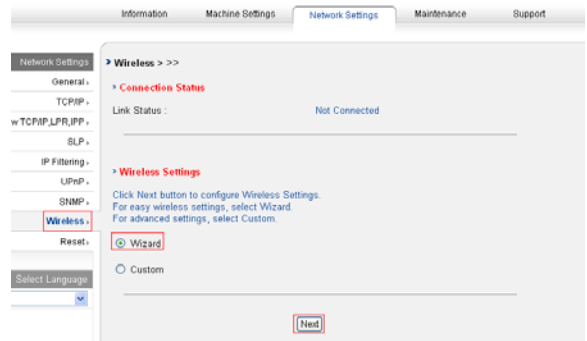 Information Machine Settings Network Settings Maintenance Support
Network Settings
General
TCP/IP
w TCP/IP,LPR,IPP
SLP
IP Filtering
UPnP
SNMP
Wireless
Reset
Select Language
Wireless > >>
Connection Status
Link Status : Not Connected
Wireless Settings
Click Next button to configure Wireless Settings.
For easy wireless settings, select Wizard.
For advanced settings, select Custom.
Wizard
Custom
Next